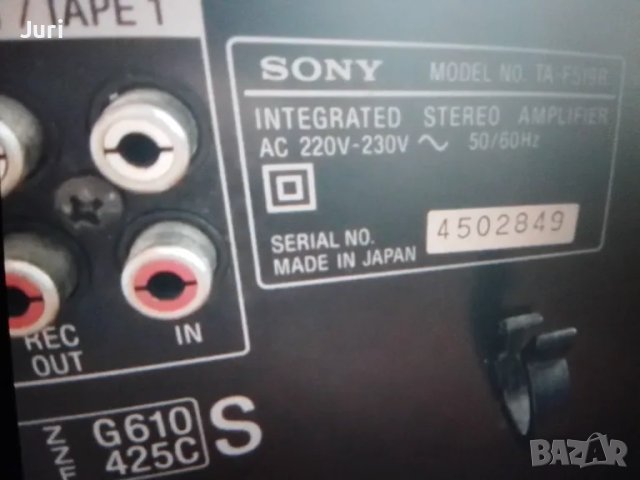 Juri
/ TAPE 1
SONY MODEL NO. TA-F519R
INTEGRATED STEREO AMPLIFIER
AC 220V-230V ~ 50/60Hz
SERIAL NO. 4502849
MADE IN JAPAN
REC OUT
IN
G610
425C
S
BAZAR